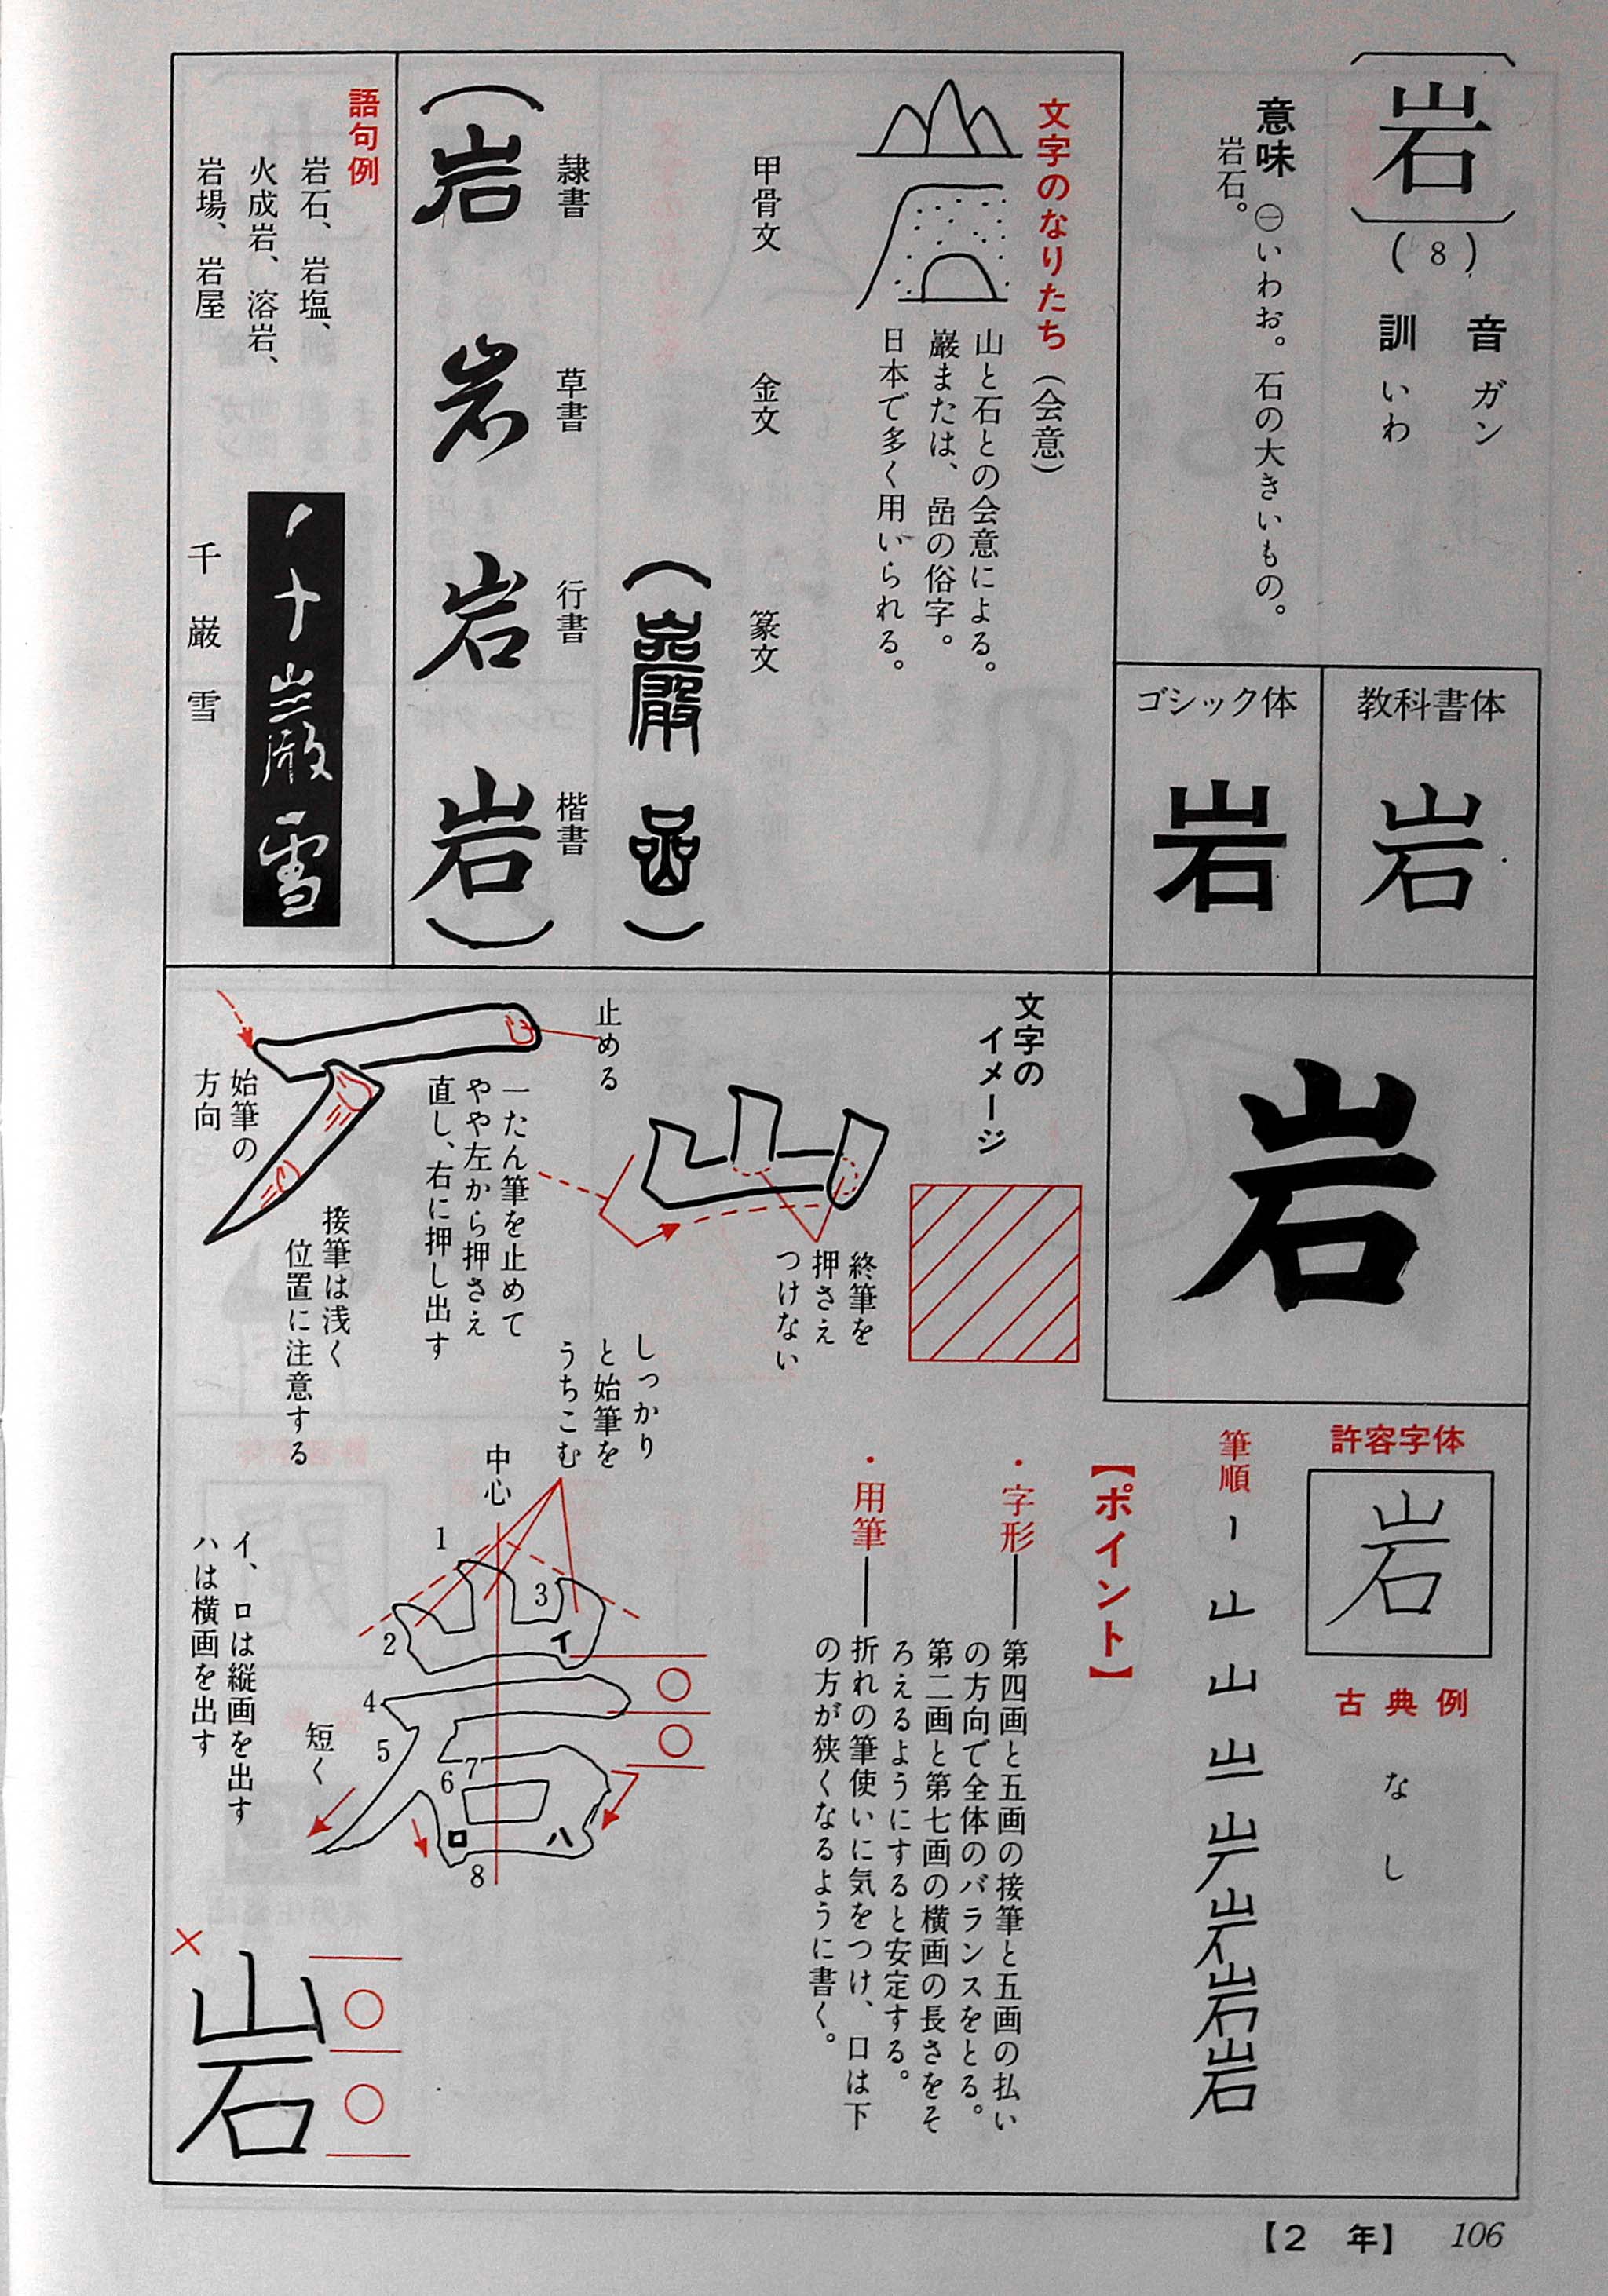 〔岩〕(8)
音 ガン
訓 いわ
意味 ㊀いわお。石の大きいもの。
岩石。
教科書体
岩
ゴシック体
岩
文字のなりたち(会意)
山と石との会意による。
巌または、嵒の俗字。
日本で多く用いられる。
甲骨文
金文
篆文
(巖 嵒)
隷書
草書
行書
楷書
(岩 岩 岩 岩)
語句例
岩石、岩塩、
火成岩、溶岩、
岩場、岩屋
千巌雪
千巌雪
岩
文字の
イメージ
終筆を
押さえ
つけない
止める
一たん筆を止めて
やや左から押さえ
直し、右に押し出す
始筆の
方向
接筆は浅く
位置に注意する
許容字体
岩
古典例
なし
筆順
岩
【ポイント】
・字形——第四画と五画の接筆と五画の払い
の方向で全体のバランスをとる。
第二画と第七画の横画の長さをそ
ろえるようにすると安定する。
・用筆——折れの筆使いに気をつけ、口は下
の方が狭くなるように書く。
しっかり
と始筆を
うちこむ
中心
1
2
3
イ
4
5
6
7
ロ
ハ
8
短く
イ、ロは縦画を出す
ハは横画を出す
×
岩
【2 年】 106